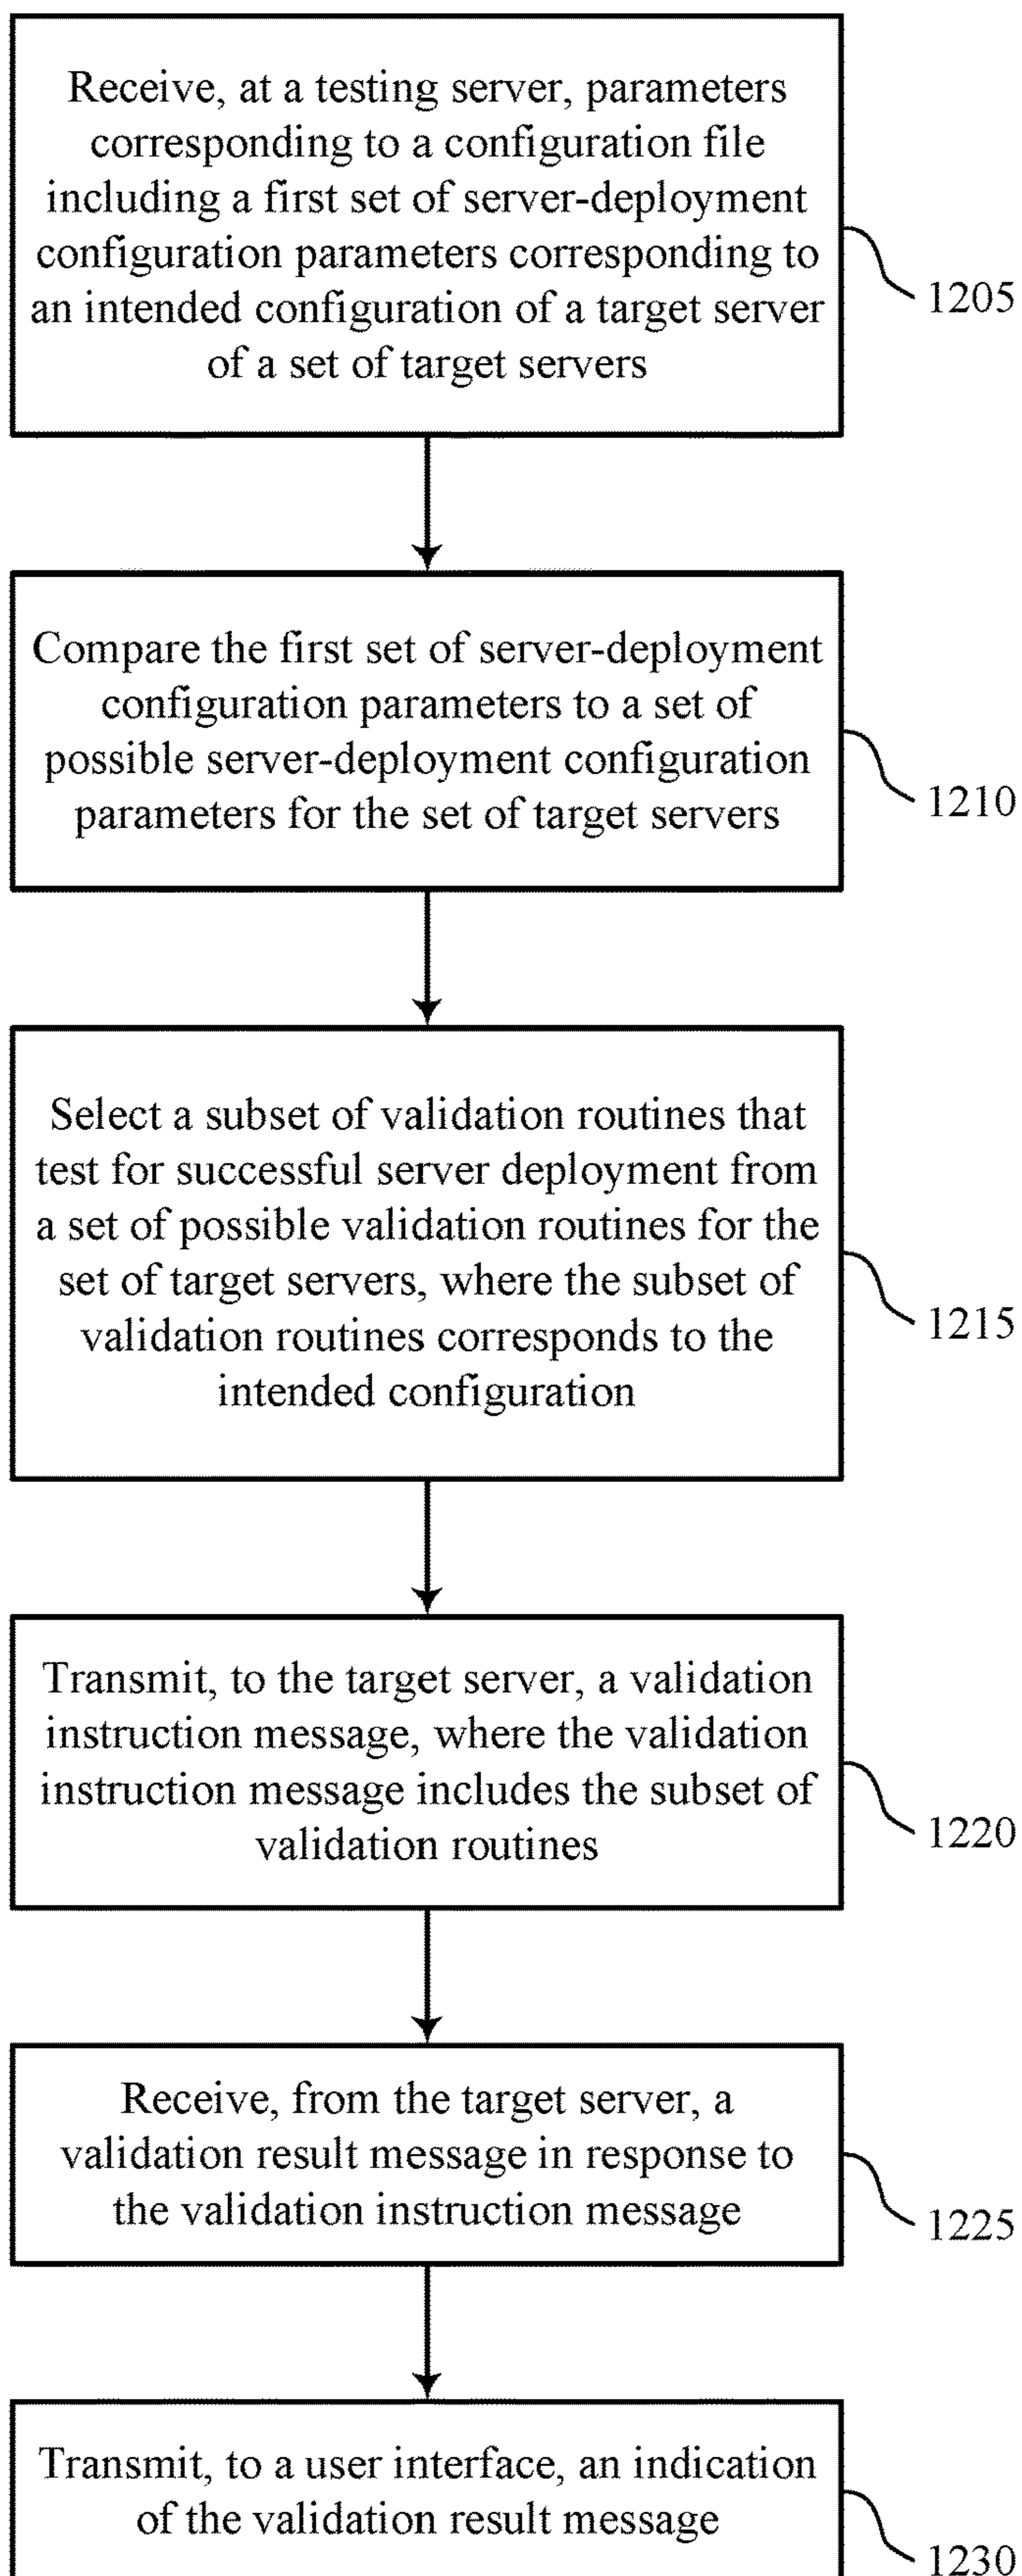 Receive, at a testing server, parameters
corresponding to a configuration file
including a first set of server-deployment
configuration parameters corresponding to
an intended configuration of a target server
of a set of target servers
1205
Compare the first set of server-deployment
configuration parameters to a set of
possible server-deployment configuration
parameters for the set of target servers
1210
Select a subset of validation routines that
test for successful server deployment from
a set of possible validation routines for the
set of target servers, where the subset of
validation routines corresponds to the
intended configuration
1215
Transmit, to the target server, a validation
instruction message, where the validation
instruction message includes the subset of
validation routines
1220
Receive, from the target server, a
validation result message in response to
the validation instruction message
1225
Transmit, to a user interface, an indication
of the validation result message
1230